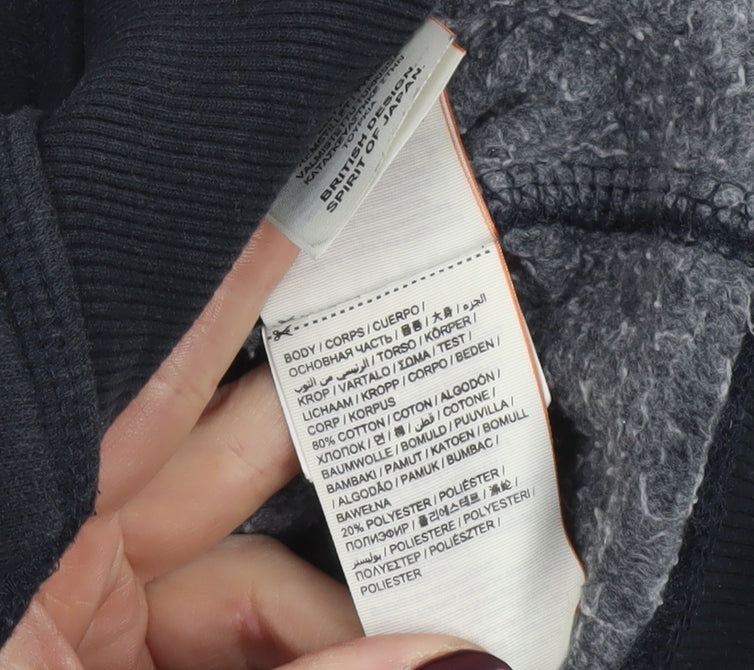 BRITISH DESIGN.
SPIRIT OF JAPAN.
BODY / CORPS / CUERPO /
ОСНОВНАЯ ЧАСТЬ / / 大身 / الجزء
الرئيسي من الثوب / TORSO / KÖRPER /
KROP / VARTALO / ΣΩΜΑ / TEST /
LICHAAM / KROPP / CORPO / BEDEN /
CORP / KORPUS
80% COTTON / COTON / ALGODÓN /
ХЛОПОК / 면 / 棉 / قطن / COTONE /
BAUMWOLLE / BOMULD / PUUVILLA /
BAMBAKI / PAMUT / KATOEN / BOMULL
/ ALGODÃO / PAMUK / BUMBAC /
BAWEŁNA
20% POLYESTER / POLIÉSTER /
ПОЛИЭФИР / 폴리에스테르 / 滌綸 /
بوليستر / POLIESTERE / POLYESTERI /
ΠΟΛΥΕΣΤΕΡ / POLIÉSZTER /
POLIESTER